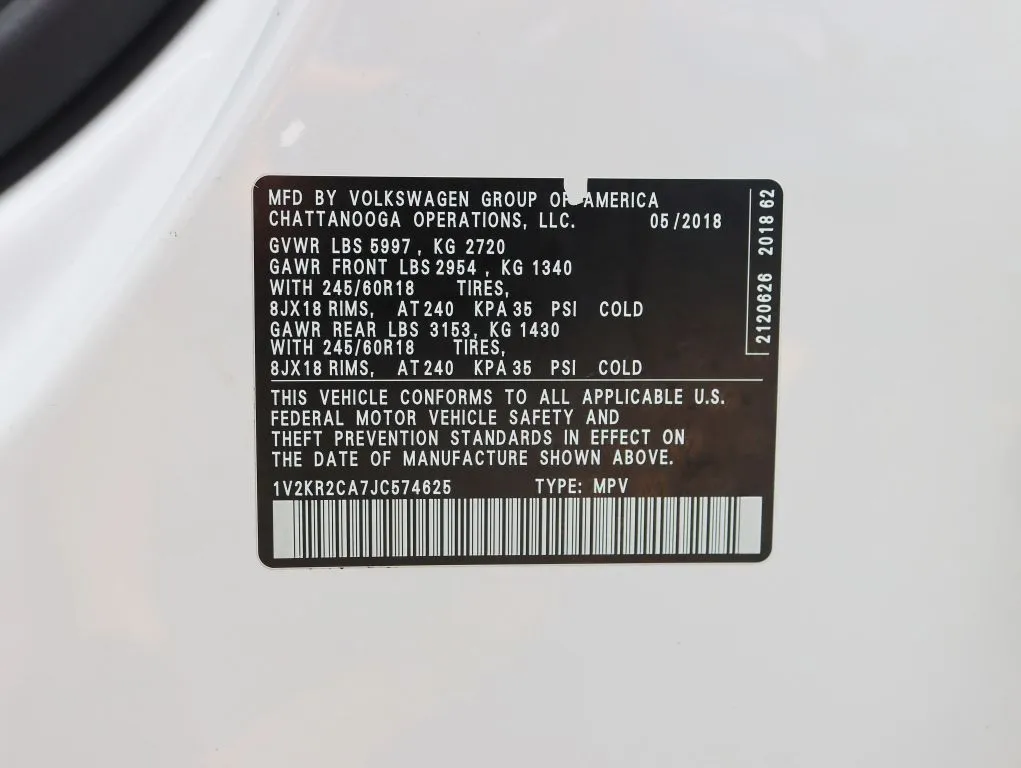 MFD BY VOLKSWAGEN GROUP OF AMERICA
CHATTANOOGA OPERATIONS, LLC. 05/2018
GVWR LBS 5997, KG 2720
GAWR FRONT LBS 2954, KG 1340
WITH 245/60R18 TIRES,
8JX18 RIMS, AT 240 KPA 35 PSI COLD
GAWR REAR LBS 3153, KG 1430
WITH 245/60R18 TIRES,
8JX18 RIMS, AT 240 KPA 35 PSI COLD
THIS VEHICLE CONFORMS TO ALL APPLICABLE U.S.
FEDERAL MOTOR VEHICLE SAFETY AND
THEFT PREVENTION STANDARDS IN EFFECT ON
THE DATE OF MANUFACTURE SHOWN ABOVE.
1V2KR2CA7JC574625 TYPE: MPV
2120626 2018 62